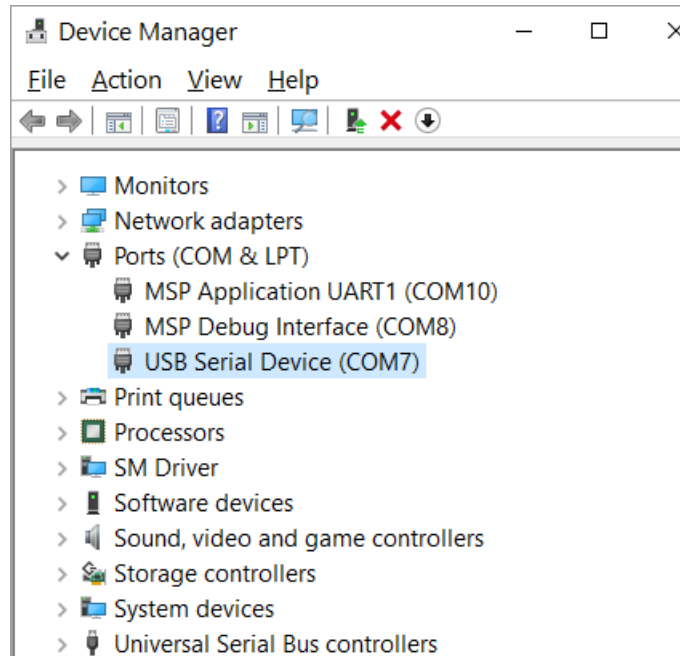 Device Manager
File Action View Help
Monitors
Network adapters
Ports (COM & LPT)
MSP Application UART1 (COM10)
MSP Debug Interface (COM8)
USB Serial Device (COM7)
Print queues
Processors
SM Driver
Software devices
Sound, video and game controllers
Storage controllers
System devices
Universal Serial Bus controllers